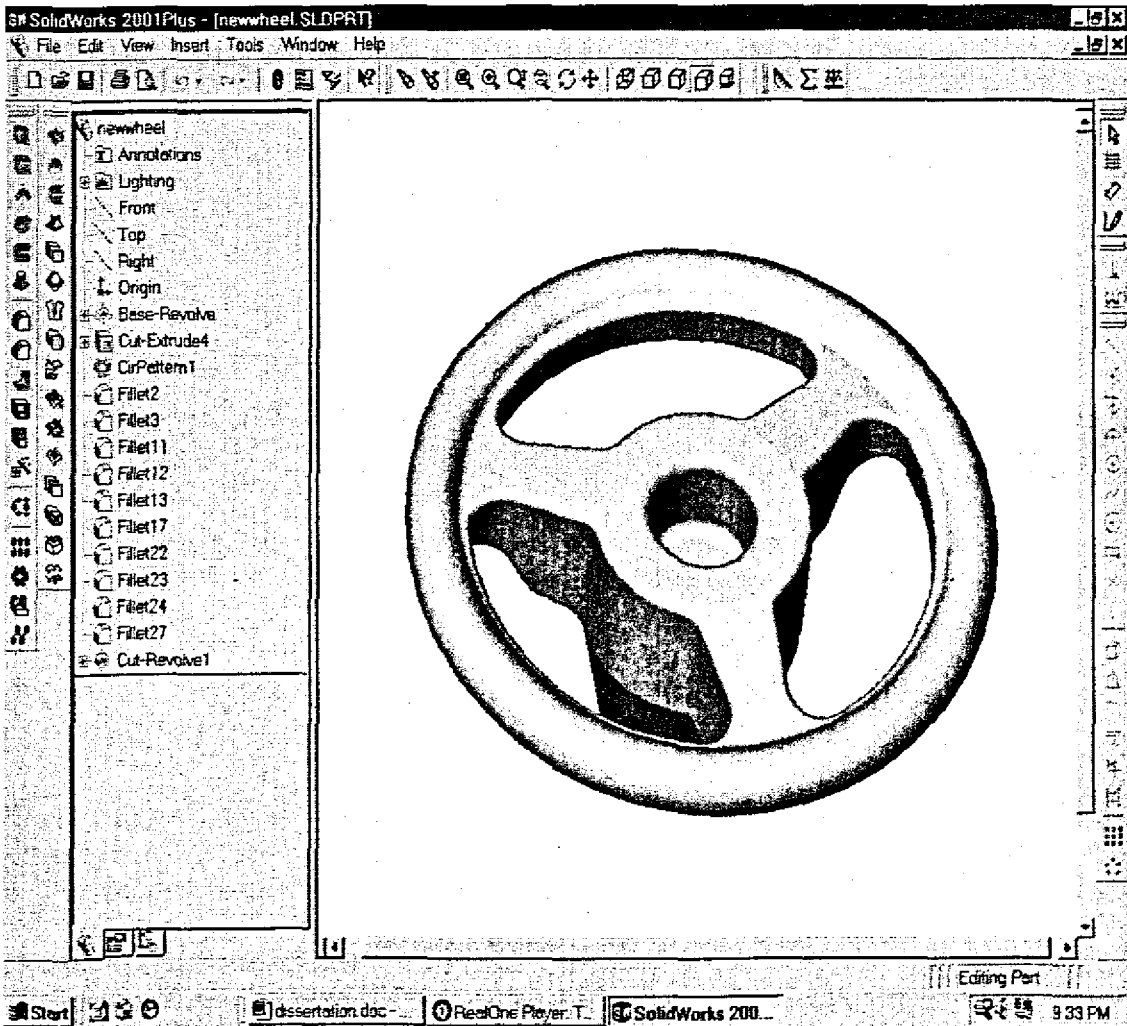 SolidWorks 2001Plus - [newwheel.SLDPRT]
File Edit View Insert Tools Window Help
newwheel
Annotations
Lighting
Front
Top
Right
Origin
Base-Revolve
Cut-Extrude4
CirPattern1
Fillet2
Fillet3
Fillet11
Fillet12
Fillet13
Fillet17
Fillet22
Fillet23
Fillet24
Fillet27
Cut-Revolve1
Editing Part
Start dissertation.doc -... RealOne Player: T... SolidWorks 200... 9:33 PM